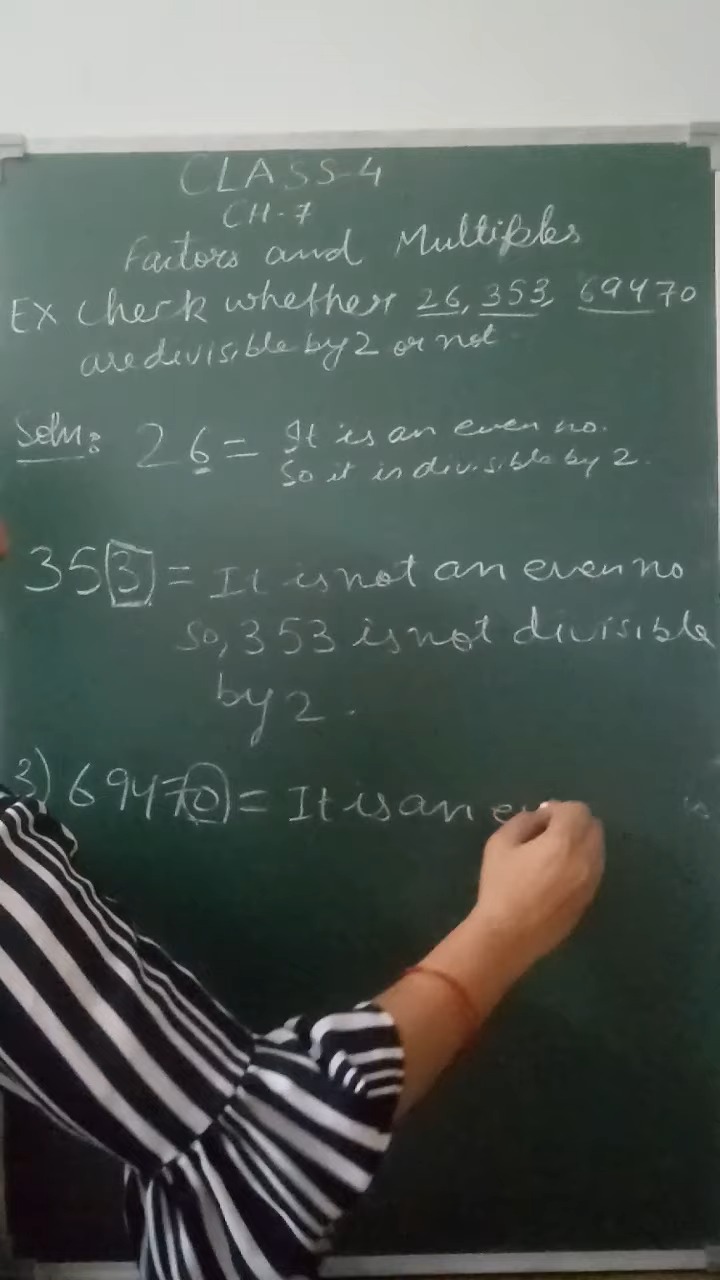 CLASS-4
CH-7
Factors and Multiples
EX Check whether 26, 353, 69470
are divisible by 2 or not.
Soln: 26 = It is an even no.
So it is divisible by 2.
353 = It is not an even no
So, 353 is not divisible
by 2.
3) 69470 = It is an